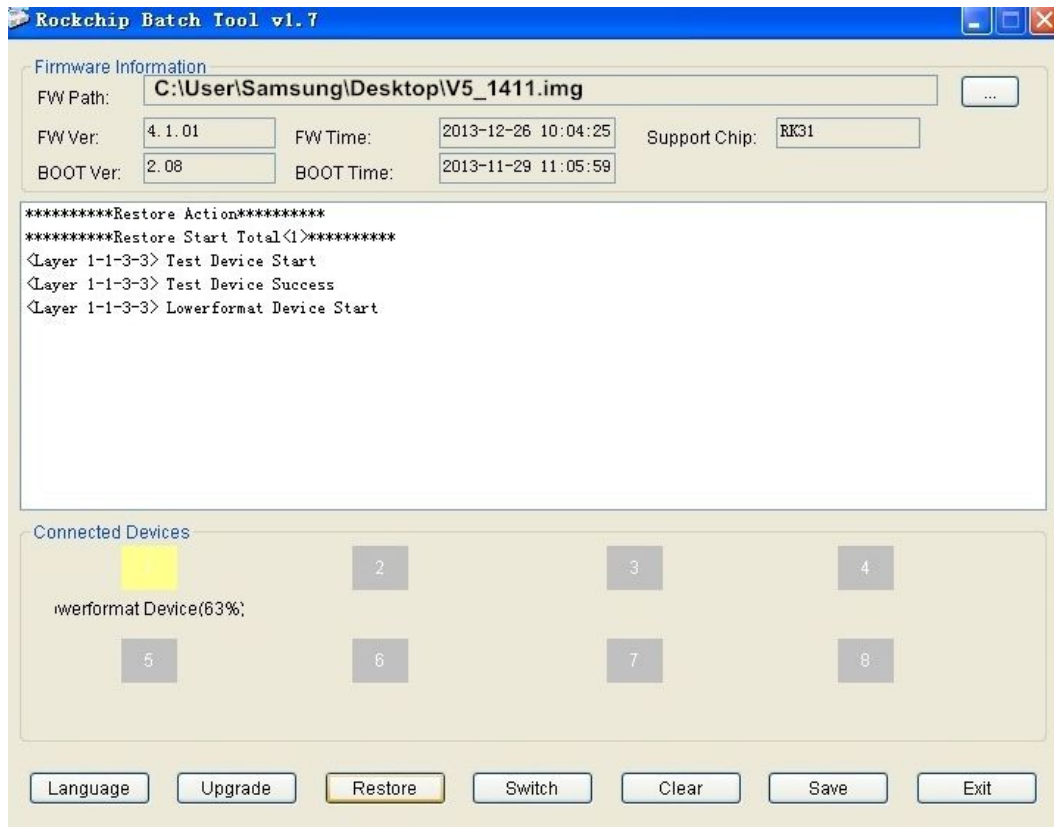 Rockchip Batch Tool v1.7
Firmware Information
FW Path: C:\User\Samsung\Desktop\V5_1411.img ...
FW Ver: 4.1.01 FW Time: 2013-12-26 10:04:25 Support Chip: RK31
BOOT Ver: 2.08 BOOT Time: 2013-11-29 11:05:59
**********Restore Action**********
**********Restore Start Total<1>**********
<Layer 1-1-3-3> Test Device Start
<Layer 1-1-3-3> Test Device Success
<Layer 1-1-3-3> Lowerformat Device Start
Connected Devices
1 2 3 4
werformat Device(63%)
5 6 7 8
Language Upgrade Restore Switch Clear Save Exit